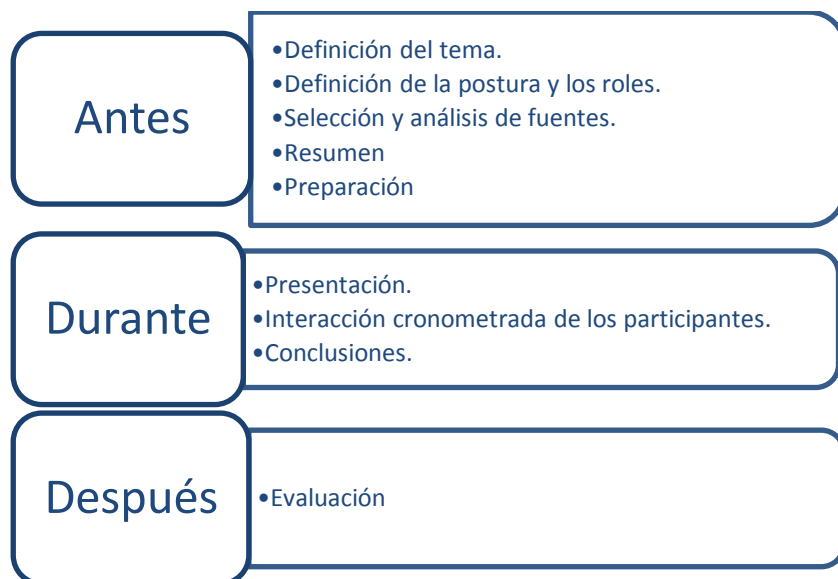 Antes
•Definición del tema.
•Definición de la postura y los roles.
•Selección y análisis de fuentes.
•Resumen
•Preparación
Durante
•Presentación.
•Interacción cronometrada de los participantes.
•Conclusiones.
Después
•Evaluación